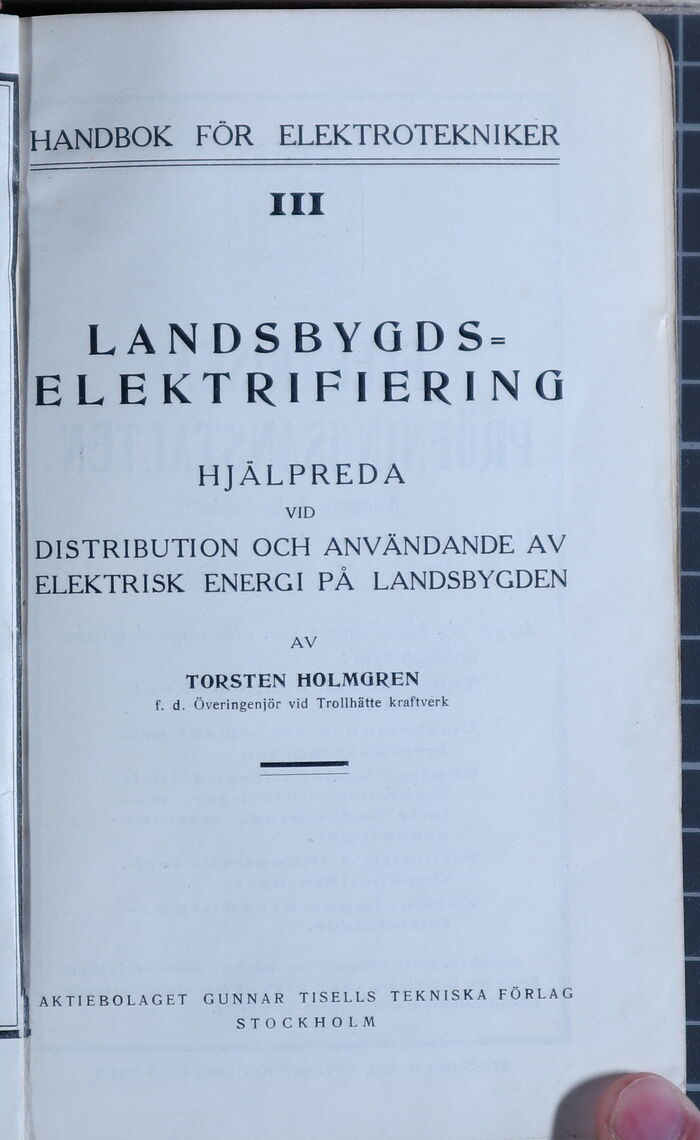 HANDBOK FÖR ELEKTROTEKNIKER
III
LANDSBYGDS=
ELEKTRIFIERING
HJÄLPREDA
VID
DISTRIBUTION OCH ANVÄNDANDE AV
ELEKTRISK ENERGI PÅ LANDSBYGDEN
AV
TORSTEN HOLMGREN
f. d. Överingenjör vid Trollhätte kraftverk
AKTIEBOLAGET GUNNAR TISELLS TEKNISKA FÖRLAG
STOCKHOLM